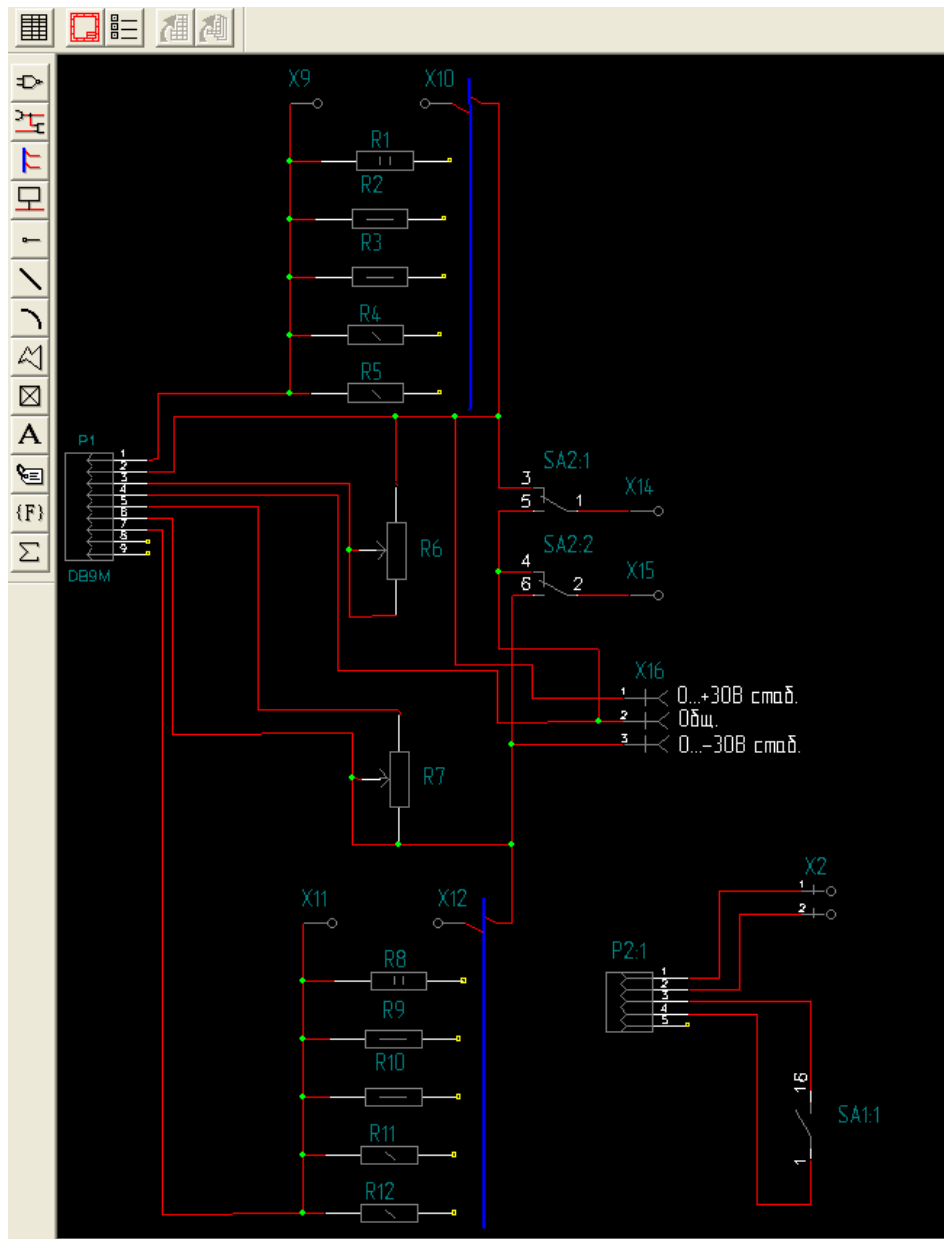 X9 X10
R1
R2
R3
R4
R5
A
{F}
Σ
P1
1
2
3
4
5
6
7
8
9
DB9M
R6
R7
SA2:1
3
5
1
X14
SA2:2
4
6
2
X15
X16
1 0...+30В стаб.
2 Общ.
3 0...-30В стаб.
X11 X12
R8
R9
R10
R11
R12
X2
1
2
P2:1
1
2
3
4
5
16
SA1:1
1